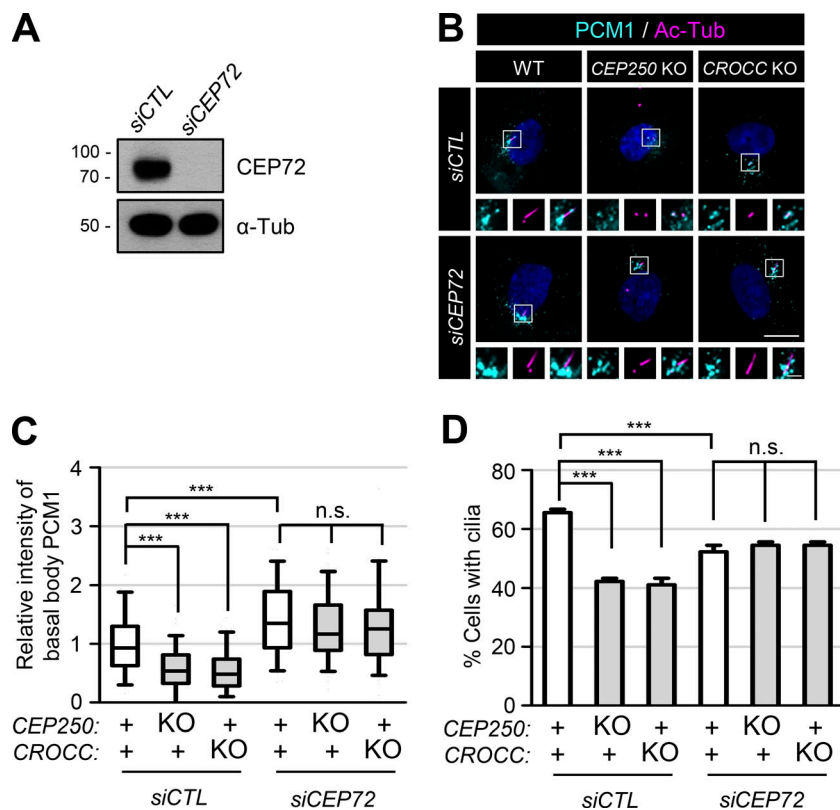 A
siCTL
siCEP72
100 -
70 -
CEP72
50 -
α-Tub
B
PCM1 / Ac-Tub
WT
CEP250 KO
CROCC KO
siCTL
siCEP72
C
Relative intensity of
basal body PCM1
4
3
2
1
0
***
***
***
n.s.
CEP250: + KO + + KO +
CROCC: + + KO + + KO
siCTL
siCEP72
D
% Cells with cilia
80
60
40
20
0
***
***
***
n.s.
CEP250: + KO + + KO +
CROCC: + + KO + + KO
siCTL
siCEP72